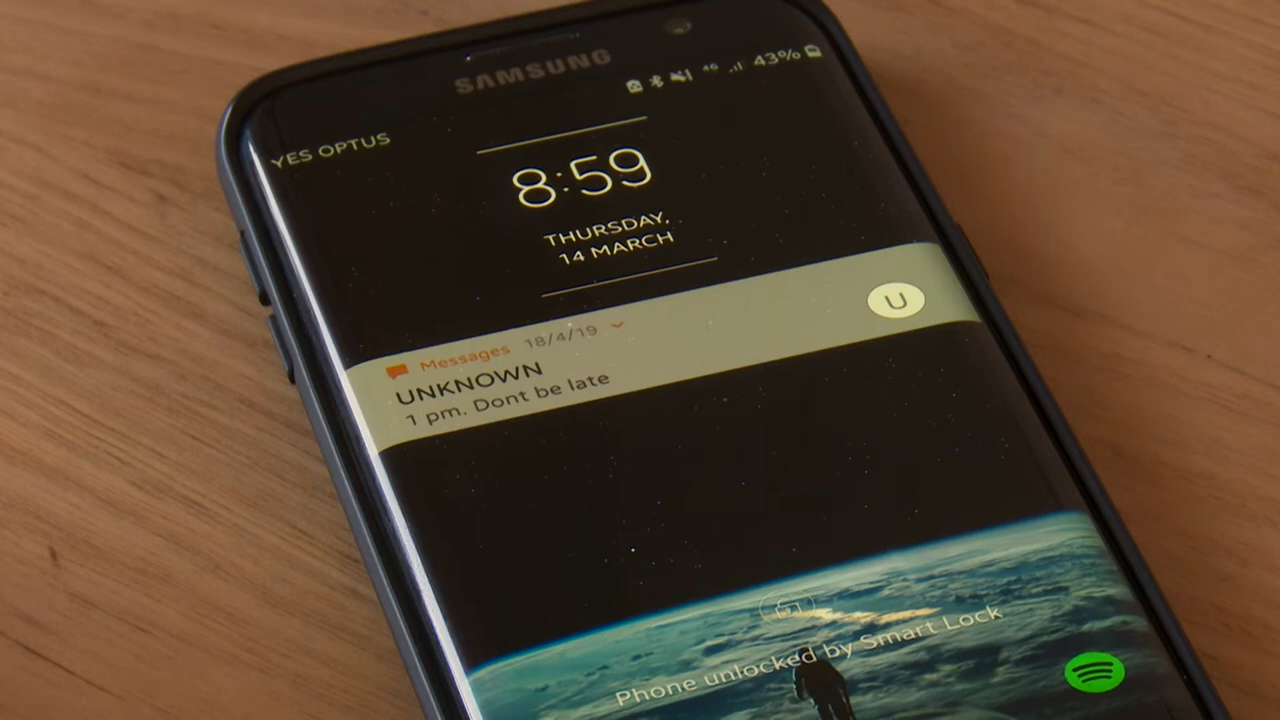 SAMSUNG
4G 43%
YES OPTUS
8:59
THURSDAY,
14 MARCH
Messages 18/4/19
U
UNKNOWN
1 pm. Dont be late
Phone unlocked by Smart Lock